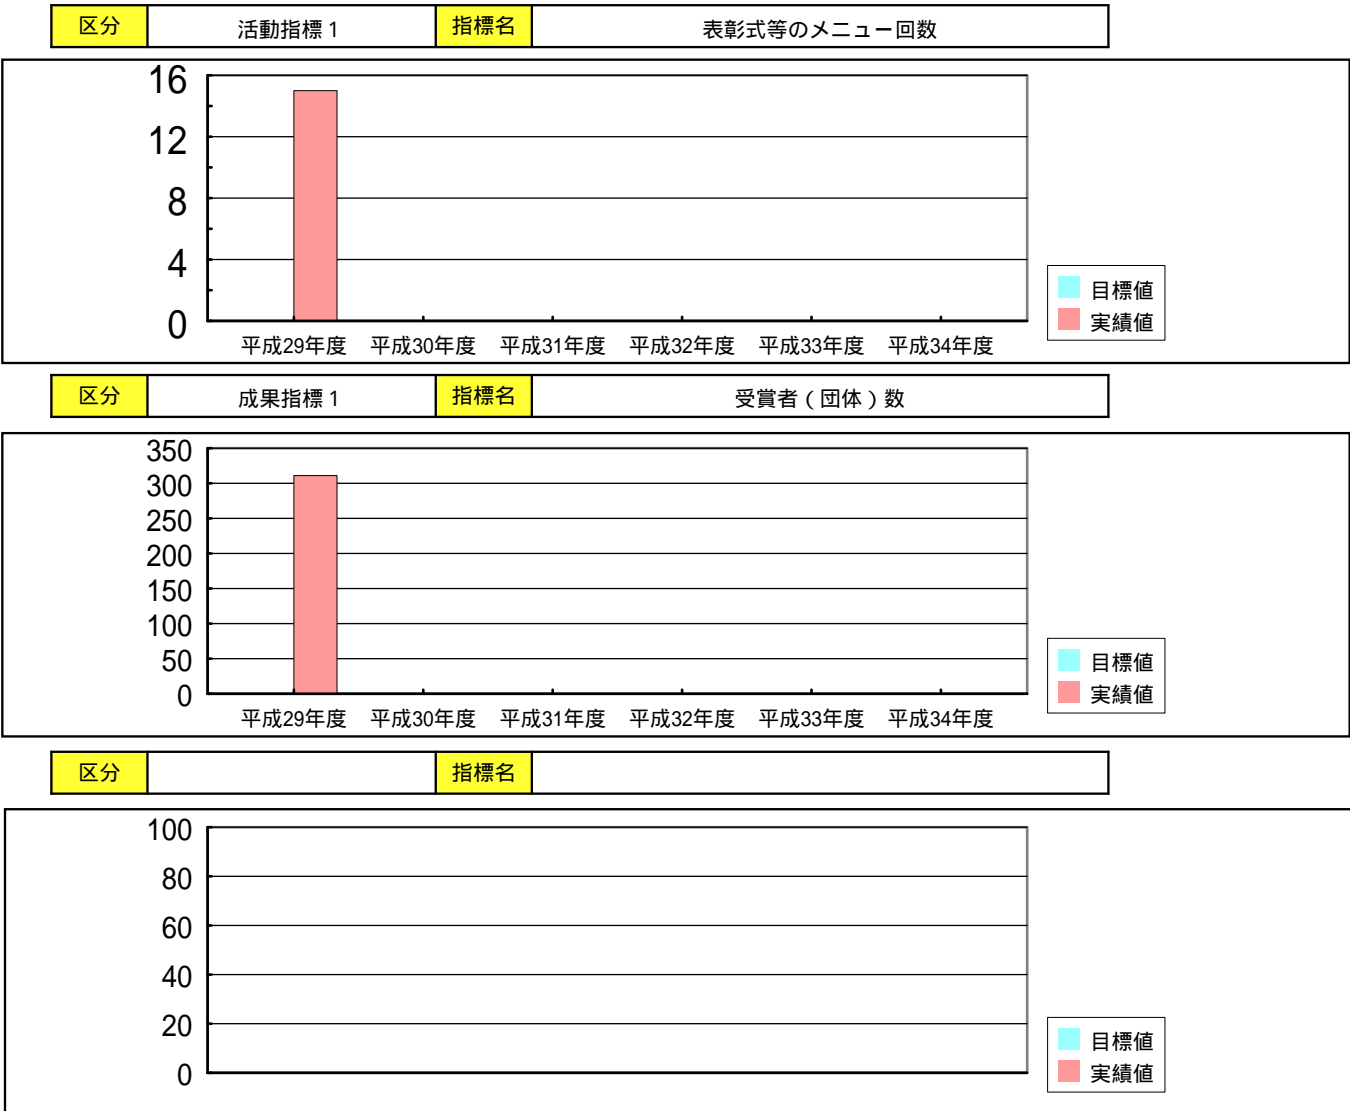 区分 活動指標１ 指標名 表彰式等のメニュー回数
16
12
8
4
0
平成29年度 平成30年度 平成31年度 平成32年度 平成33年度 平成34年度
目標値
実績値
区分 成果指標１ 指標名 受賞者（団体）数
350
300
250
200
150
100
50
0
平成29年度 平成30年度 平成31年度 平成32年度 平成33年度 平成34年度
目標値
実績値
区分 指標名
100
80
60
40
20
0
目標値
実績値